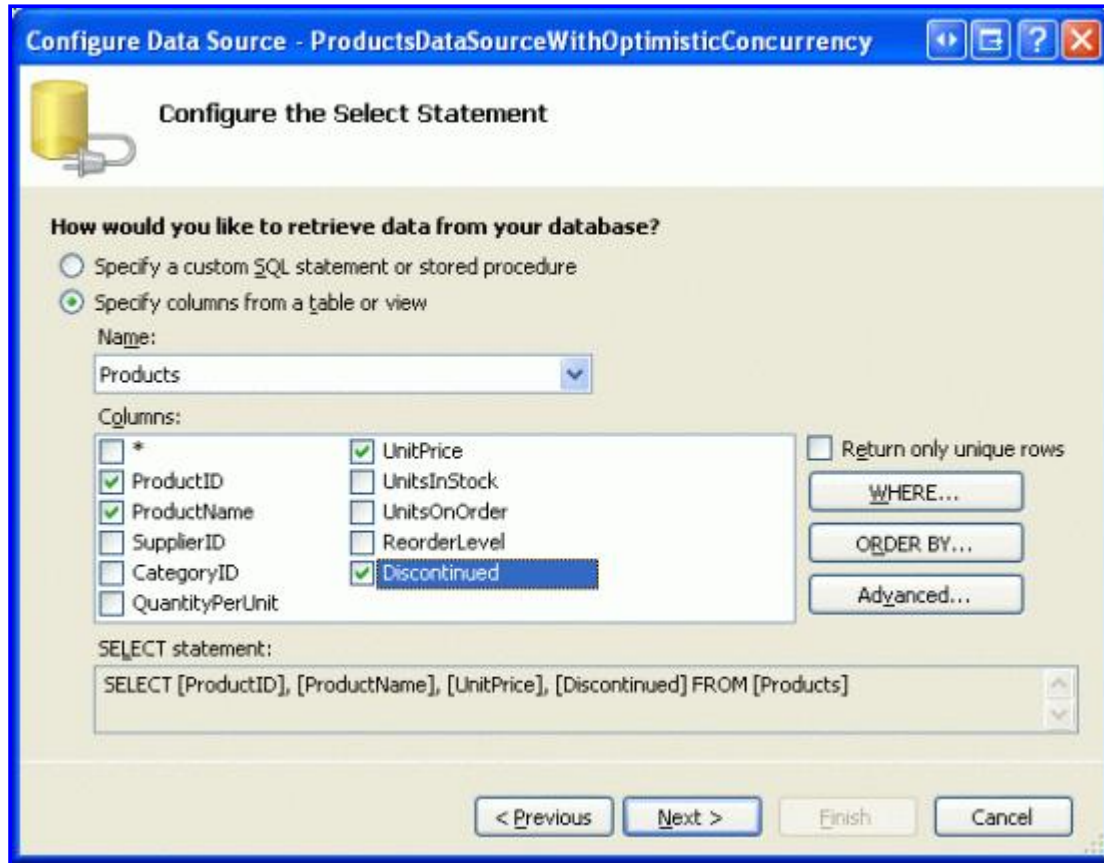 Configure Data Source - ProductsDataSourceWithOptimisticConcurrency
Configure the Select Statement
How would you like to retrieve data from your database?
Specify a custom SQL statement or stored procedure
Specify columns from a table or view
Name:
Products
Columns:
*
ProductID
ProductName
SupplierID
CategoryID
QuantityPerUnit
UnitPrice
UnitsInStock
UnitsOnOrder
ReorderLevel
Discontinued
Return only unique rows
WHERE...
ORDER BY...
Advanced...
SELECT statement:
SELECT [ProductID], [ProductName], [UnitPrice], [Discontinued] FROM [Products]
< Previous
Next >
Finish
Cancel